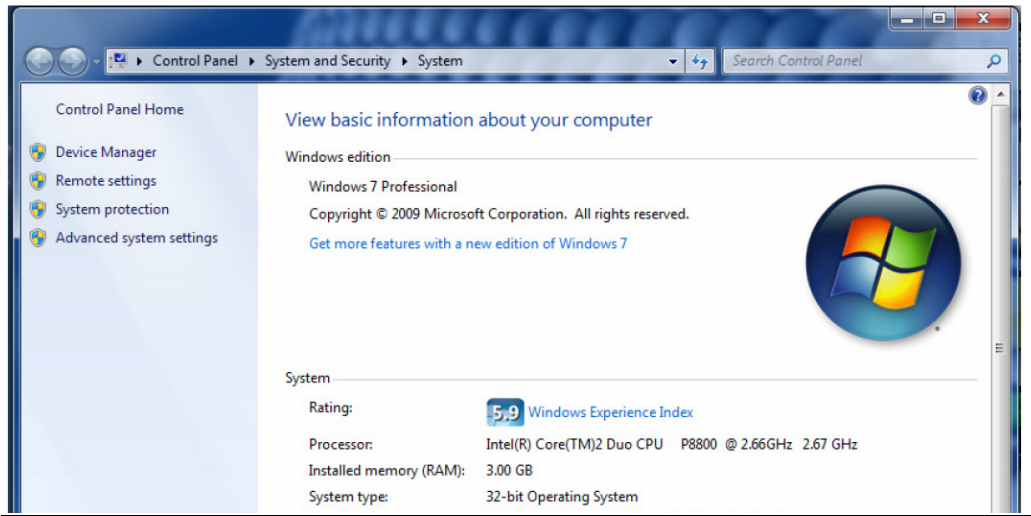 Control Panel ▸ System and Security ▸ System
Search Control Panel
Control Panel Home
Device Manager
Remote settings
System protection
Advanced system settings
View basic information about your computer
Windows edition
Windows 7 Professional
Copyright © 2009 Microsoft Corporation.  All rights reserved.
Get more features with a new edition of Windows 7
System
Rating: 5.9 Windows Experience Index
Processor: Intel(R) Core(TM)2 Duo CPU P8800 @ 2.66GHz 2.67 GHz
Installed memory (RAM): 3.00 GB
System type: 32-bit Operating System